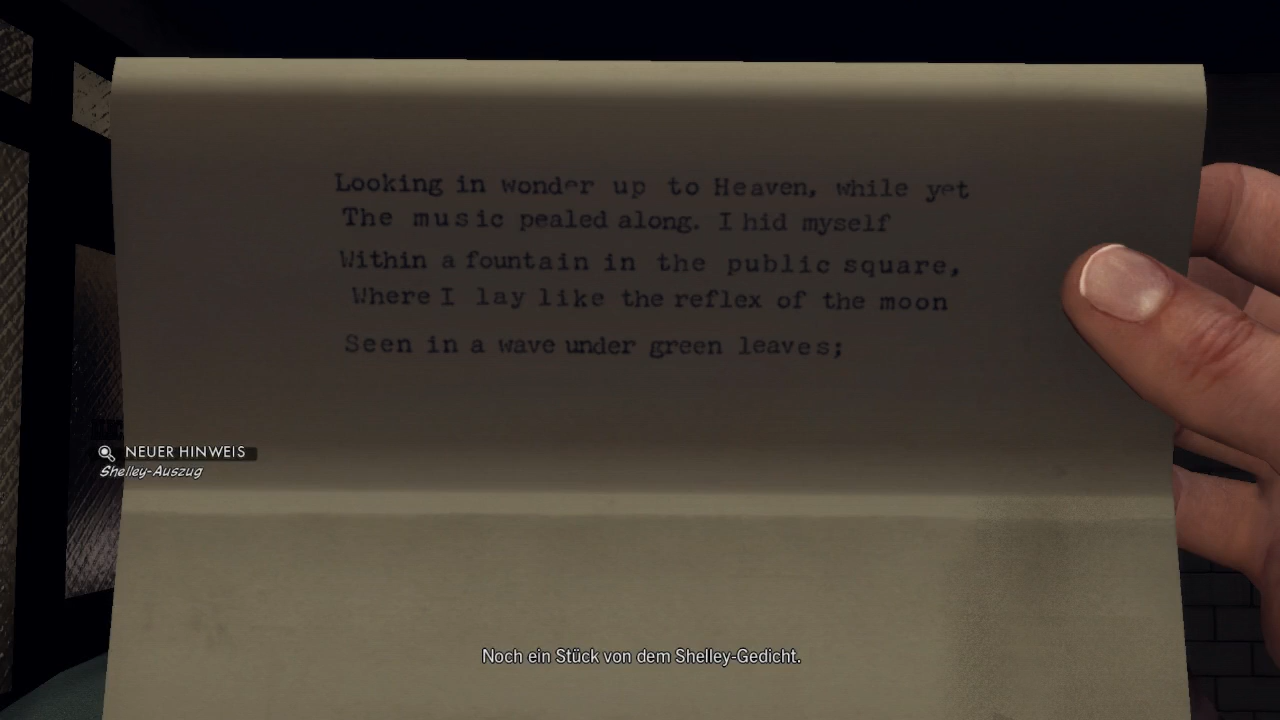 Looking in wonder up to Heaven, while yet
The music pealed along. I hid myself
Within a fountain in the public square,
Where I lay like the reflex of the moon
Seen in a wave under green leaves;
NEUER HINWEIS
Shelley-Auszug
Noch ein Stück von dem Shelley-Gedicht.